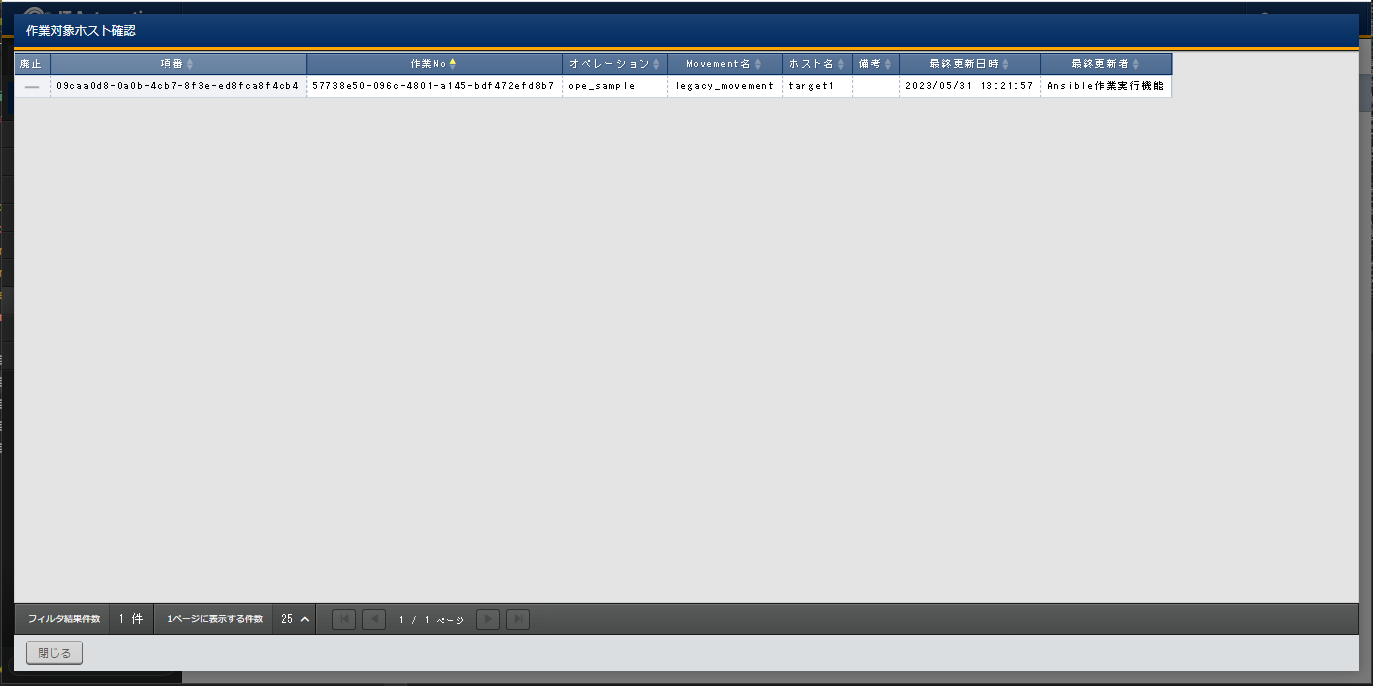 作業対象ホスト確認
廃止 項番 作業No オペレーション Movement名 ホスト名 備考 最終更新日時 最終更新者
— 09caa0d8-0a0b-4cb7-8f3e-ed8fca8f4cb4 57738e50-096c-4801-a145-bdf472efd8b7 ope_sample legacy_movement target1 2023/05/31 13:21:57 Ansible作業実行機能
フィルタ結果件数 1 件 1ページに表示する件数 25 1 / 1 ページ
閉じる